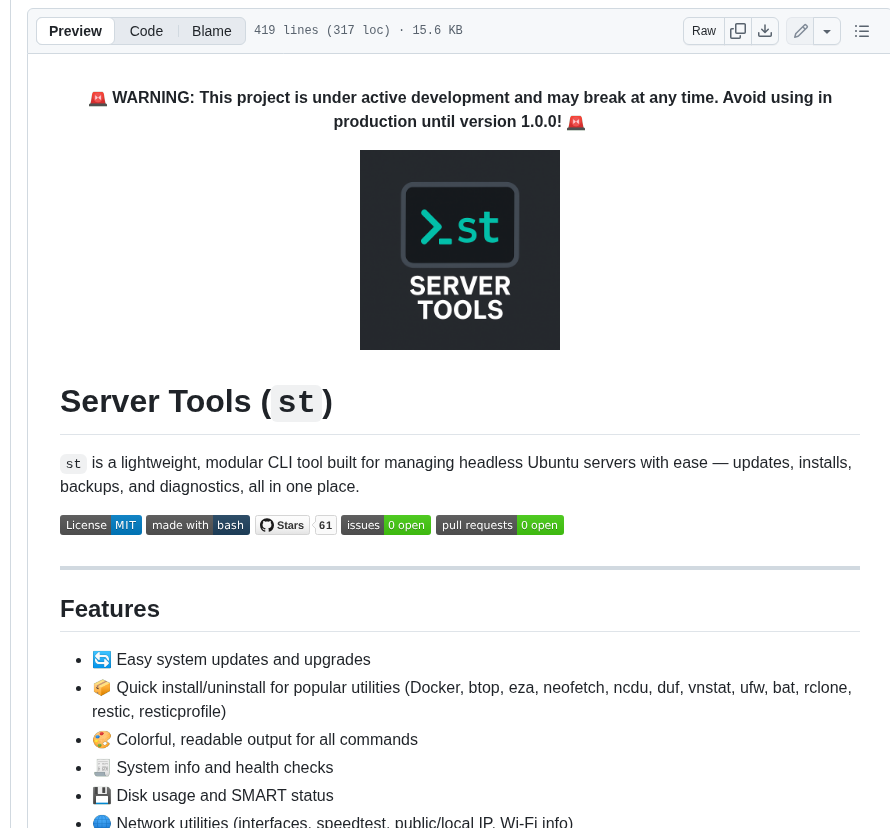 Preview Code Blame 419 lines (317 loc) · 15.6 KB Raw
🚨 WARNING: This project is under active development and may break at any time. Avoid using in
production until version 1.0.0! 🚨
>_st
SERVER
TOOLS
Server Tools (st)
st is a lightweight, modular CLI tool built for managing headless Ubuntu servers with ease — updates, installs,
backups, and diagnostics, all in one place.
License MIT made with bash Stars 61 issues 0 open pull requests 0 open
Features
• 🔄 Easy system updates and upgrades
• 📦 Quick install/uninstall for popular utilities (Docker, btop, eza, neofetch, ncdu, duf, vnstat, ufw, bat, rclone,
restic, resticprofile)
• 🎨 Colorful, readable output for all commands
• 🧾 System info and health checks
• 💾 Disk usage and SMART status
• 🌐 Network utilities (interfaces, speedtest, public/local IP, Wi-Fi info)